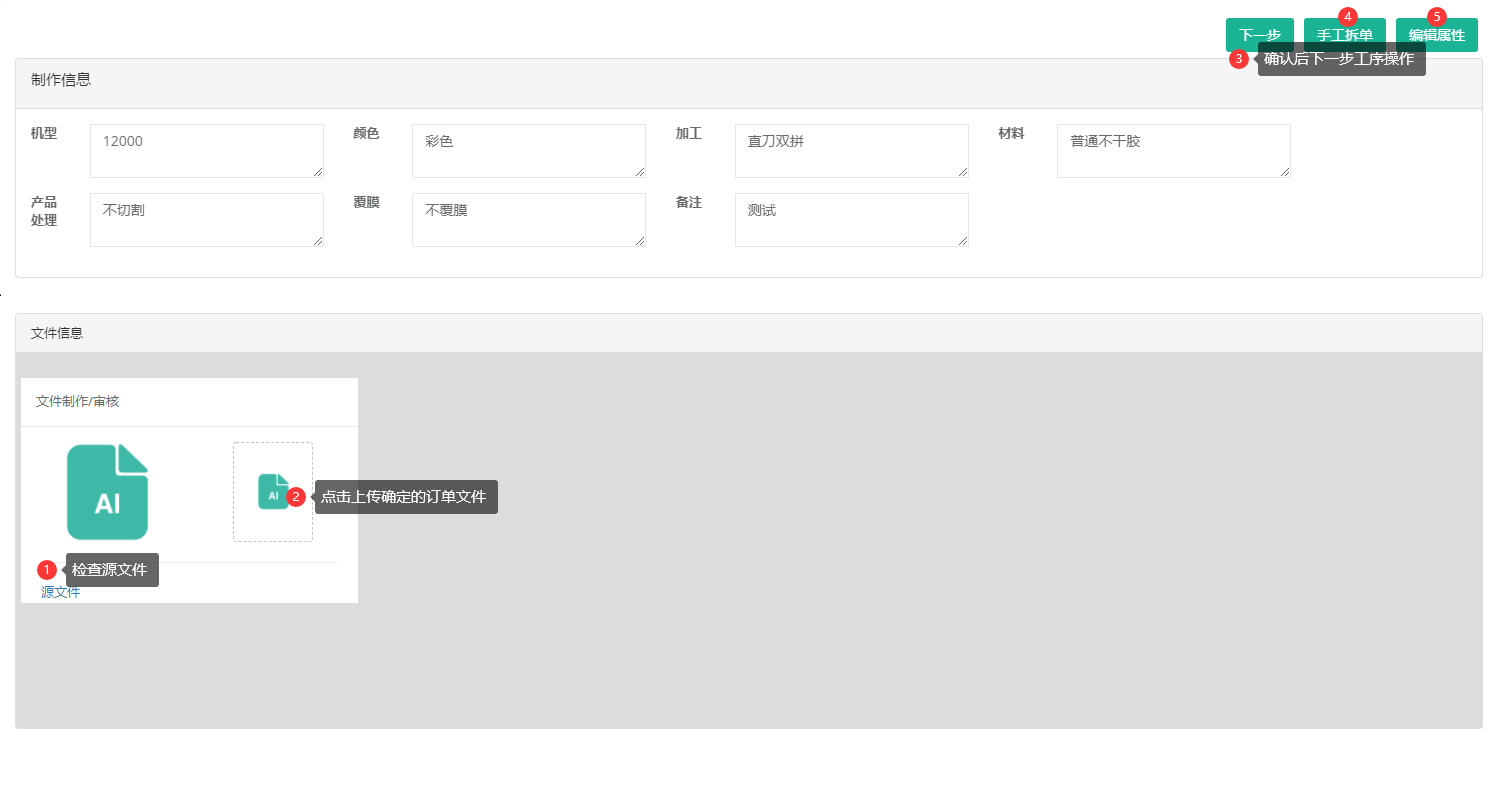 4
5
下一步
手工拆单
编辑属性
3
确认后下一步工序操作
制作信息
机型
12000
颜色
彩色
加工
直刀双拼
材料
普通不干胶
产品
处理
不切割
覆膜
不覆膜
备注
测试
文件信息
文件制作/审核
AI
AI
2
点击上传确定的订单文件
1
检查源文件
源文件